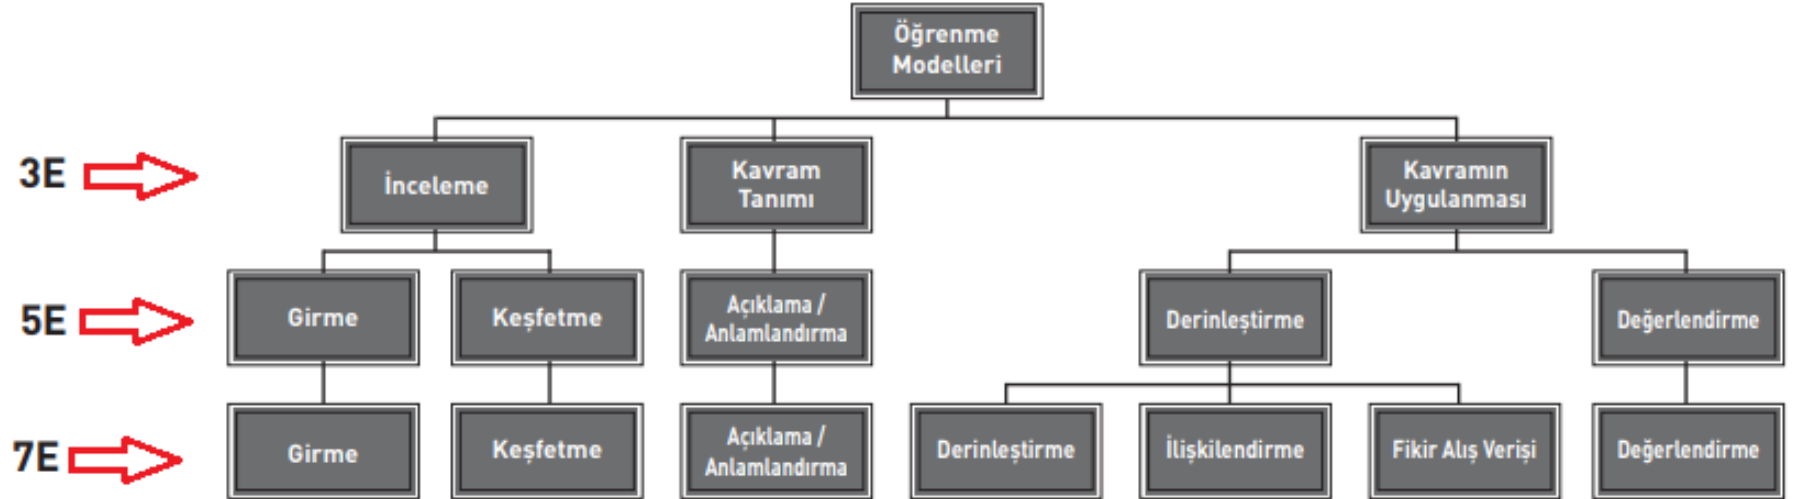 Öğrenme
Modelleri
3E
İnceleme
Kavram
Tanımı
Kavramın
Uygulanması
5E
Girme
Keşfetme
Açıklama /
Anlamlandırma
Derinleştirme
Değerlendirme
7E
Girme
Keşfetme
Açıklama /
Anlamlandırma
Derinleştirme
İlişkilendirme
Fikir Alış Verişi
Değerlendirme